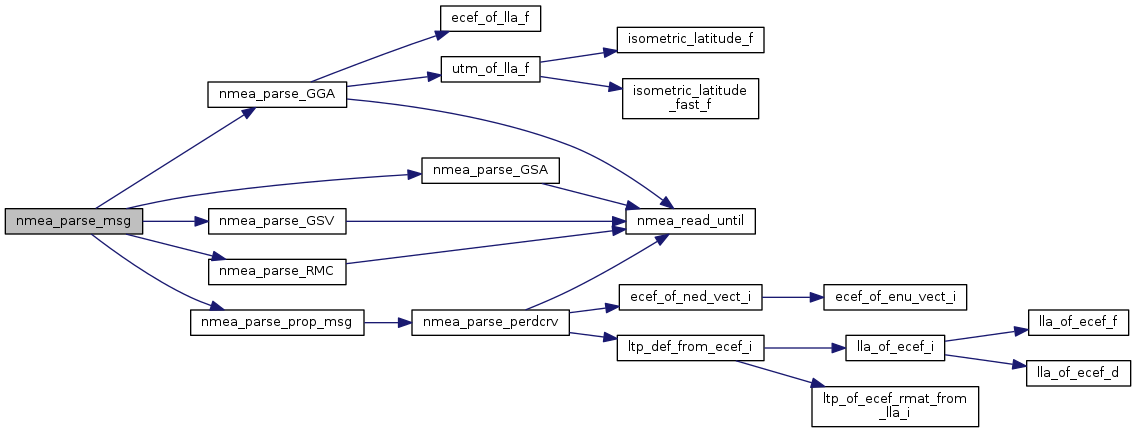 ecef_of_lla_f
isometric_latitude_f
utm_of_lla_f
isometric_latitude
_fast_f
nmea_parse_GGA
nmea_parse_GSA
nmea_parse_msg
nmea_parse_GSV
nmea_read_until
nmea_parse_RMC
ecef_of_ned_vect_i
ecef_of_enu_vect_i
nmea_parse_prop_msg
nmea_parse_perdcrv
lla_of_ecef_f
ltp_def_from_ecef_i
lla_of_ecef_i
lla_of_ecef_d
ltp_of_ecef_rmat_from
_lla_i